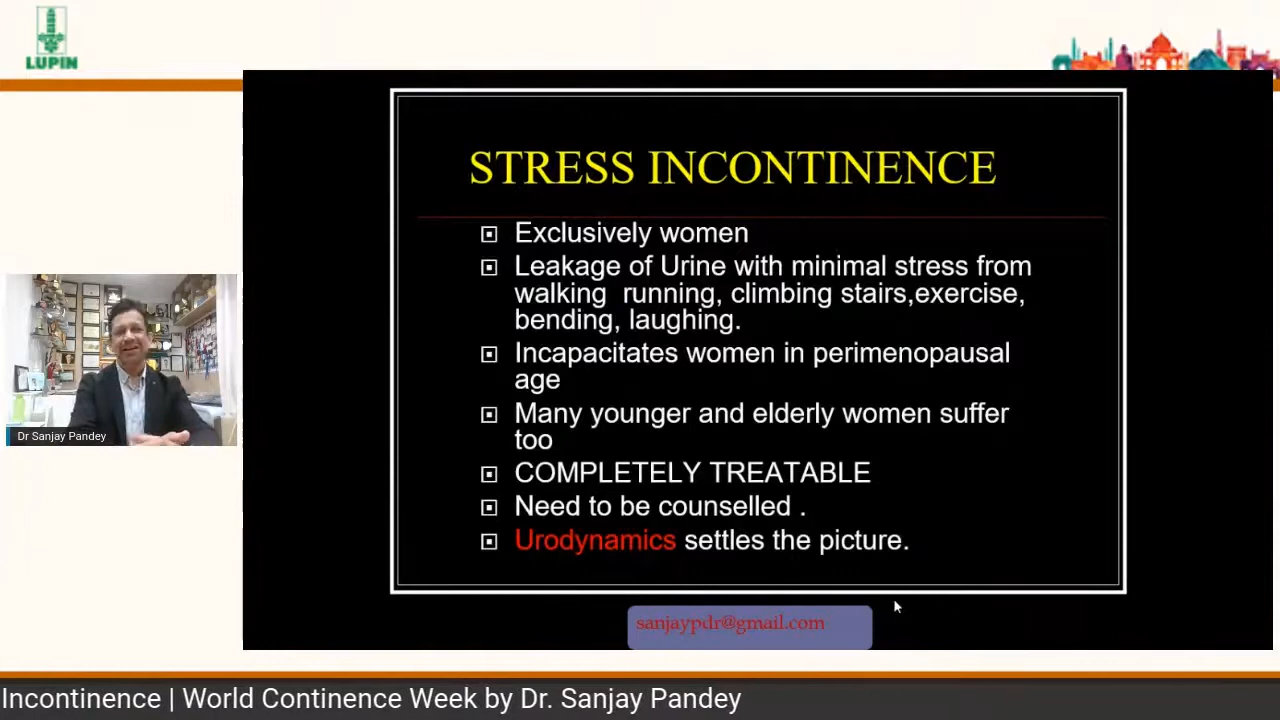 LUPIN
STRESS INCONTINENCE
Exclusively women
Leakage of Urine with minimal stress from
walking running, climbing stairs,exercise,
bending, laughing.
Incapacitates women in perimenopausal
age
Many younger and elderly women suffer
too
COMPLETELY TREATABLE
Need to be counselled .
Urodynamics settles the picture.
Dr Sanjay Pandey
sanjaypdr@gmail.com
Incontinence | World Continence Week by Dr. Sanjay Pandey